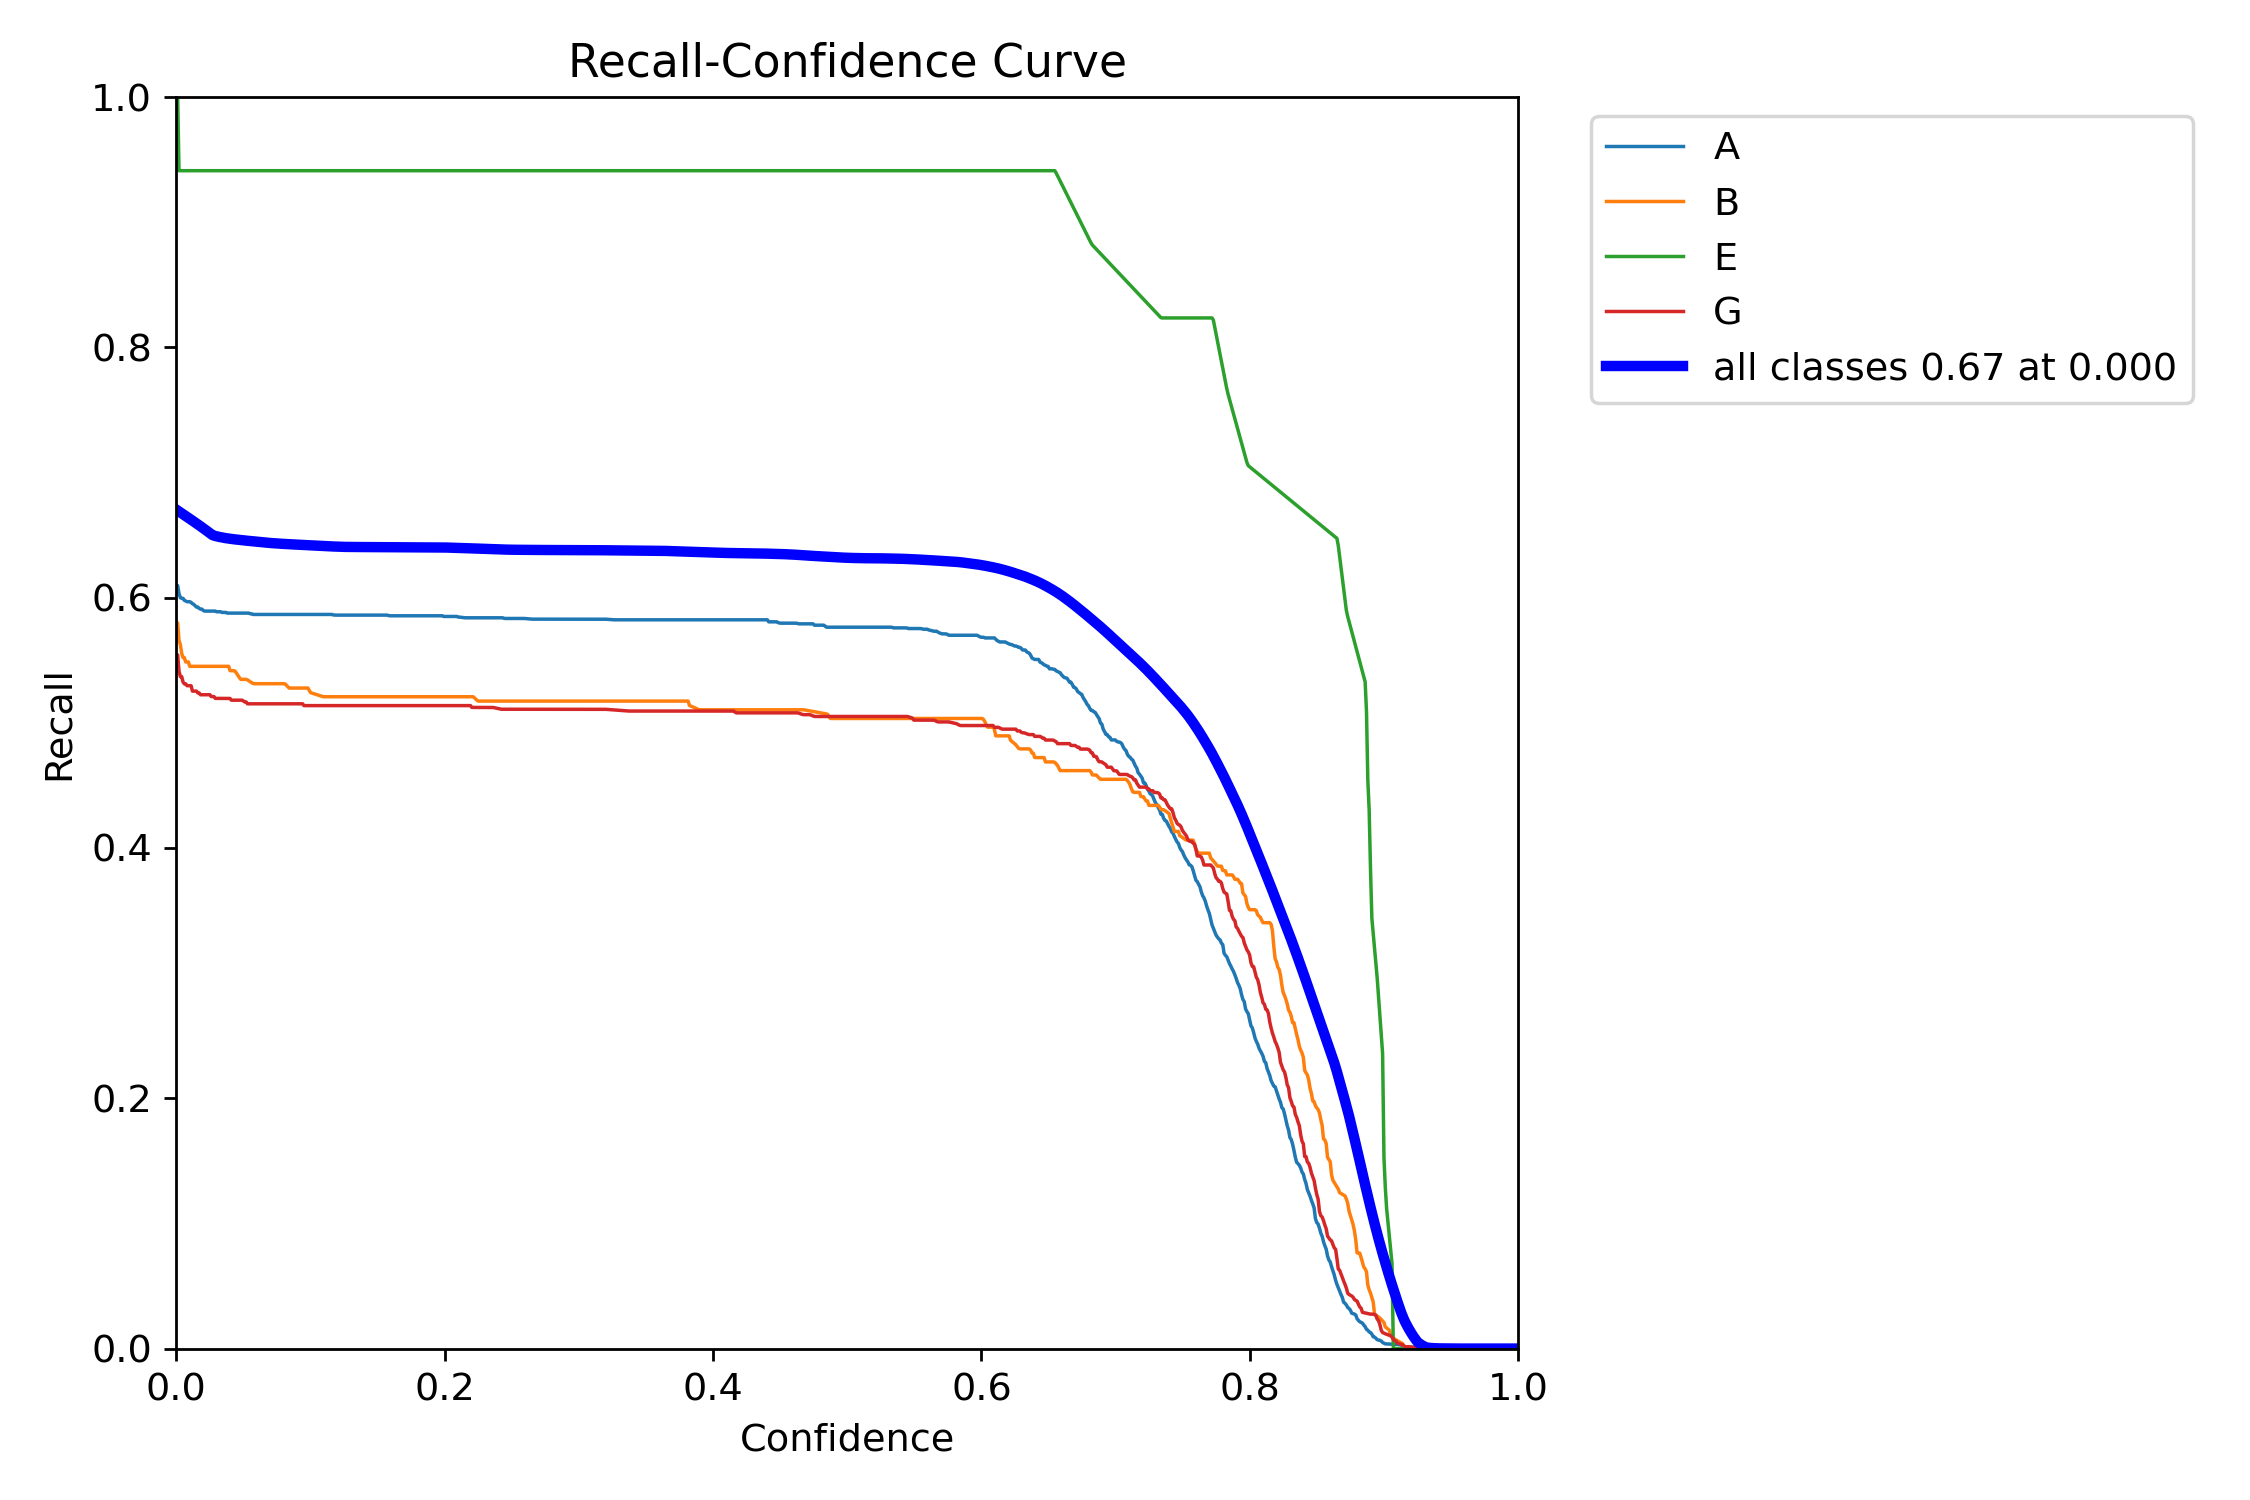 Recall-Confidence Curve
1.0
0.8
0.6
0.4
0.2
0.0
Recall
0.0 0.2 0.4 0.6 0.8 1.0
Confidence
A
B
E
G
all classes 0.67 at 0.000